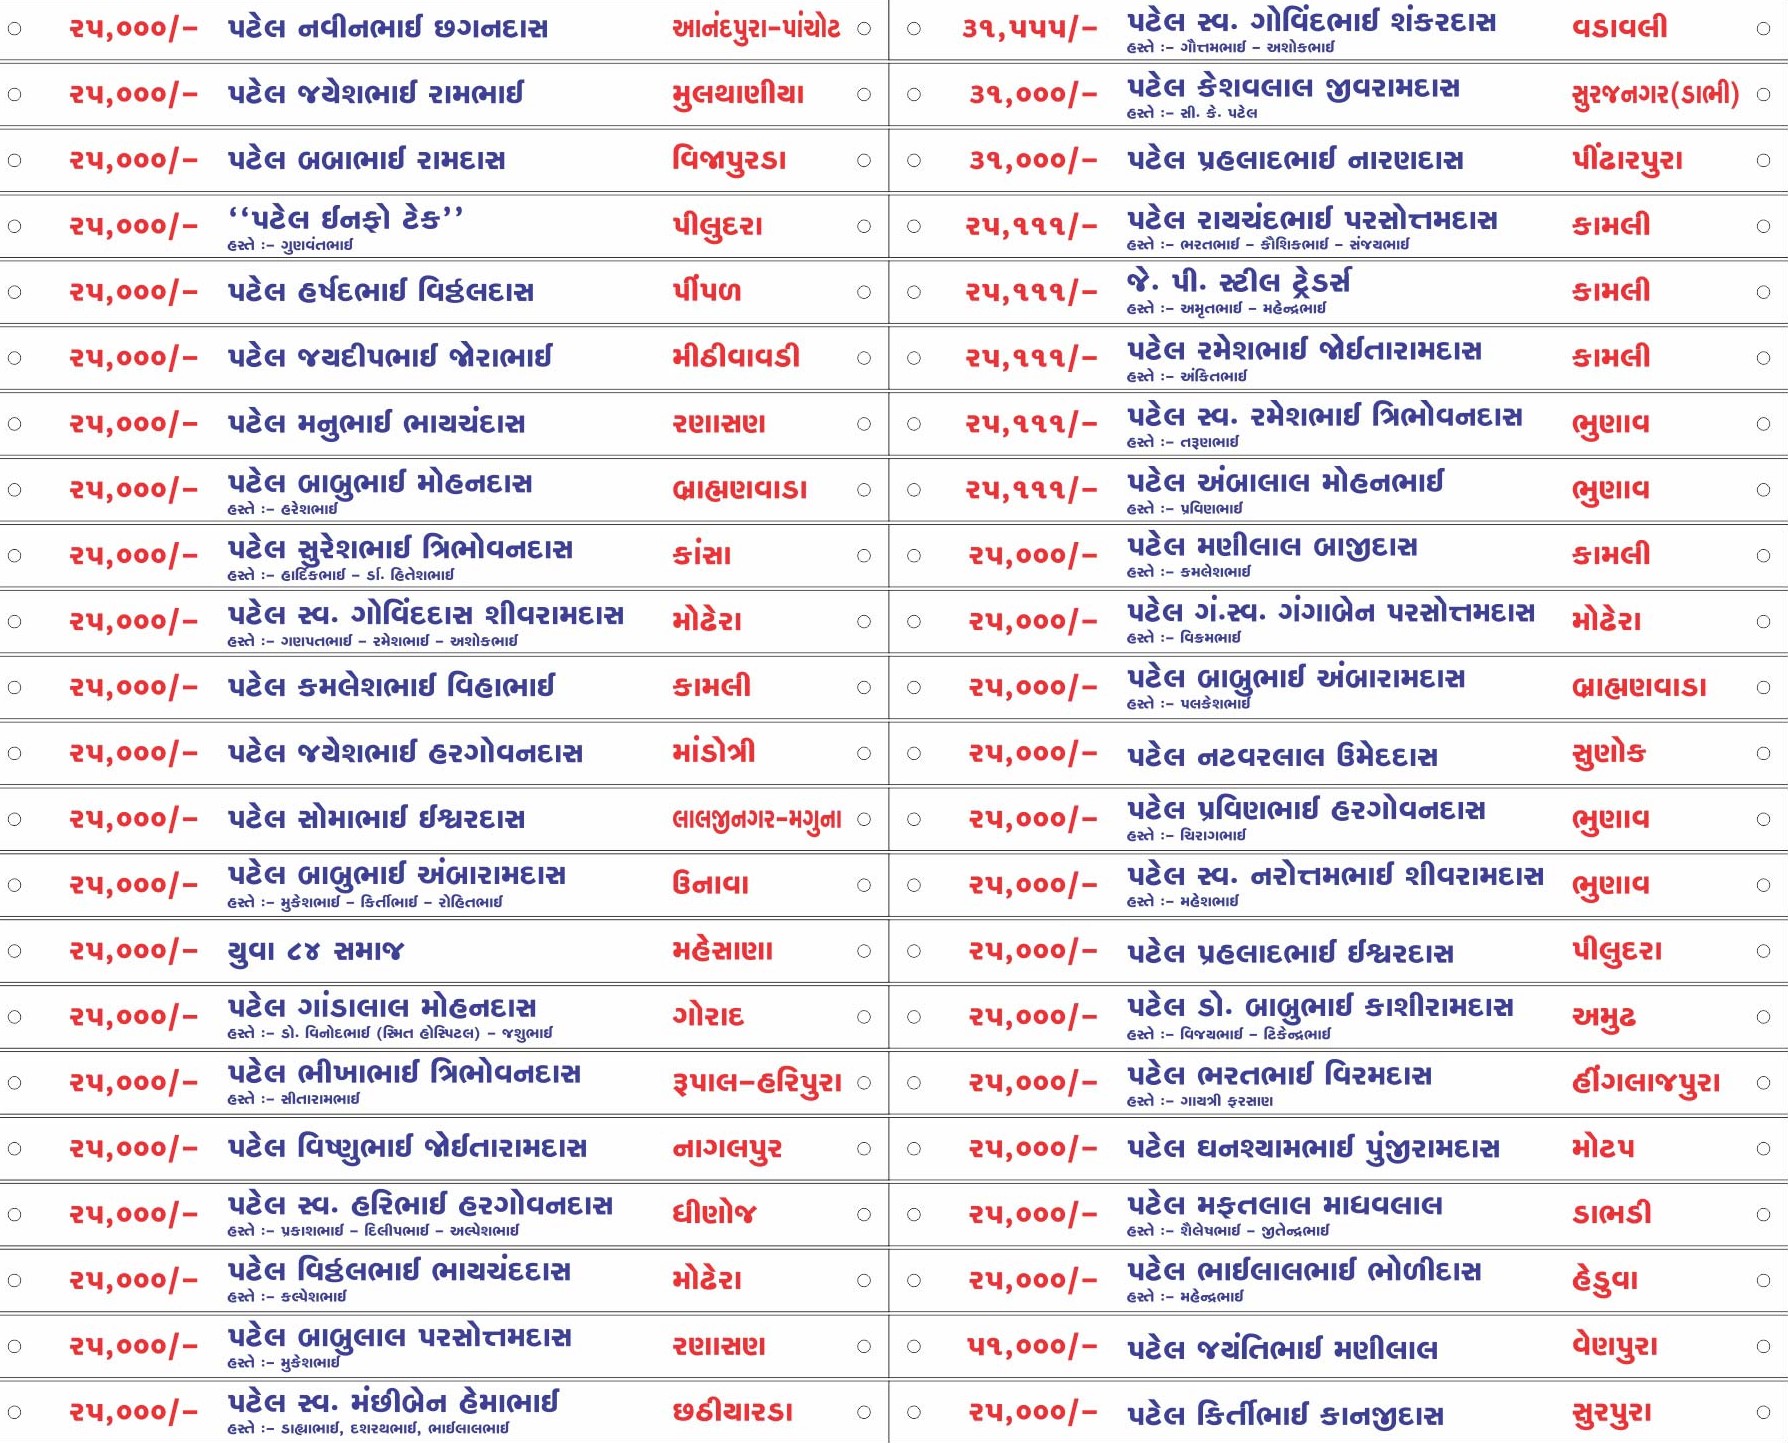 ૨૫,૦૦૦/– પટેલ નવીનભાઈ છગનદાસ આનંદપુરા–પાંચોટ
૨૫,૦૦૦/– પટેલ જયેશભાઈ રામભાઈ મુલથાણીયા
૨૫,૦૦૦/– પટેલ બબાભાઈ રામદાસ વિજાપુરડા
૨૫,૦૦૦/– ‘‘પટેલ ઈનફો ટેક’’ પીલુદરા
હસ્તે :– ગુણવંતભાઈ
૨૫,૦૦૦/– પટેલ હર્ષદભાઈ વિઠ્ઠલદાસ પીંપળ
૨૫,૦૦૦/– પટેલ જયદીપભાઈ જોરાભાઈ મીઠીવાવડી
૨૫,૦૦૦/– પટેલ મનુભાઈ ભાયચંદાસ રણાસણ
૨૫,૦૦૦/– પટેલ બાબુભાઈ મોહનદાસ બ્રાહ્મણવાડા
હસ્તે :– હરેશભાઈ
૨૫,૦૦૦/– પટેલ સુરેશભાઈ ત્રિભોવનદાસ કાંસા
હસ્તે :– હાર્દિકભાઈ – ર્ડા. હિતેશભાઈ
૨૫,૦૦૦/– પટેલ સ્વ. ગોવિંદદાસ શીવરામદાસ મોઢેરા
હસ્તે :– ગણપતભાઈ – રમેશભાઈ – અશોકભાઈ
૨૫,૦૦૦/– પટેલ કમલેશભાઈ વિહાભાઈ કામલી
૨૫,૦૦૦/– પટેલ જયેશભાઈ હરગોવનદાસ માંડોત્રી
૨૫,૦૦૦/– પટેલ સોમાભાઈ ઈશ્વરદાસ લાલજીનગર–મગુના
૨૫,૦૦૦/– પટેલ બાબુભાઈ અંબારામદાસ ઉનાવા
હસ્તે :– મુકેશભાઈ – કિર્તીભાઈ – રોહિતભાઈ
૨૫,૦૦૦/– યુવા ૮૪ સમાજ મહેસાણા
૨૫,૦૦૦/– પટેલ ગાંડાલાલ મોહનદાસ ગોરાદ
હસ્તે :– ડો. વિનોદભાઈ (સ્મિત હોસ્પિટલ) – જશુભાઈ
૨૫,૦૦૦/– પટેલ ભીખાભાઈ ત્રિભોવનદાસ રૂપાલ–હરિપુરા
હસ્તે :– સીતારામભાઈ
૨૫,૦૦૦/– પટેલ વિષ્ણુભાઈ જોઈતારામદાસ નાગલપુર
૨૫,૦૦૦/– પટેલ સ્વ. હરિભાઈ હરગોવનદાસ ધીણોજ
હસ્તે :– પ્રકાશભાઈ – દિલીપભાઈ – અલ્પેશભાઈ
૨૫,૦૦૦/– પટેલ વિઠ્ઠલભાઈ ભાયચંદદાસ મોઢેરા
હસ્તે :– કલ્પેશભાઈ
૨૫,૦૦૦/– પટેલ બાબુલાલ પરસોત્તમદાસ રણાસણ
હસ્તે :– મુકેશભાઈ
૨૫,૦૦૦/– પટેલ સ્વ. મંછીબેન હેમાભાઈ છઠીયારડા
હસ્તે :– ડાહ્યાભાઈ, દશરથભાઈ, ભાઈલાલભાઈ
૩૧,૫૫૫/– પટેલ સ્વ. ગોવિંદભાઈ શંકરદાસ વડાવલી
હસ્તે :– ગૌત્તમભાઈ – અશોકભાઈ
૩૧,૦૦૦/– પટેલ કેશવલાલ જીવરામદાસ સુરજનગર(ડાભી)
હસ્તે :– સી. કે. પટેલ
૩૧,૦૦૦/– પટેલ પ્રહલાદભાઈ નારણદાસ પીંઢારપુરા
૨૫,૧૧૧/– પટેલ રાયચંદભાઈ પરસોત્તમદાસ કામલી
હસ્તે :– ભરતભાઈ – કૌશિકભાઈ – સંજયભાઈ
૨૫,૧૧૧/– જે. પી. સ્ટીલ ટ્રેડર્સ કામલી
હસ્તે :– અમૃતભાઈ – મહેન્દ્રભાઈ
૨૫,૧૧૧/– પટેલ રમેશભાઈ જોઈતારામદાસ કામલી
હસ્તે :– અંકિતભાઈ
૨૫,૧૧૧/– પટેલ સ્વ. રમેશભાઈ ત્રિભોવનદાસ ભુણાવ
હસ્તે :– તરૂણભાઈ
૨૫,૧૧૧/– પટેલ અંબાલાલ મોહનભાઈ ભુણાવ
હસ્તે :– પ્રવિણભાઈ
૨૫,૦૦૦/– પટેલ મણીલાલ બાજીદાસ કામલી
હસ્તે :– કમલેશભાઈ
૨૫,૦૦૦/– પટેલ ગં.સ્વ. ગંગાબેન પરસોત્તમદાસ મોઢેરા
હસ્તે :– વિક્રમભાઈ
૨૫,૦૦૦/– પટેલ બાબુભાઈ અંબારામદાસ બ્રાહ્મણવાડા
હસ્તે :– પલકેશભાઈ
૨૫,૦૦૦/– પટેલ નટવરલાલ ઉમેદદાસ સુણોક
૨૫,૦૦૦/– પટેલ પ્રવિણભાઈ હરગોવનદાસ ભુણાવ
હસ્તે :– ચિરાગભાઈ
૨૫,૦૦૦/– પટેલ સ્વ. નરોત્તમભાઈ શીવરામદાસ ભુણાવ
હસ્તે :– મહેશભાઈ
૨૫,૦૦૦/– પટેલ પ્રહલાદભાઈ ઈશ્વરદાસ પીલુદરા
૨૫,૦૦૦/– પટેલ ડો. બાબુભાઈ કાશીરામદાસ અમુઢ
હસ્તે :– વિજયભાઈ – ટિકેન્દ્રભાઈ
૨૫,૦૦૦/– પટેલ ભરતભાઈ વિરમદાસ હીંગલાજપુરા
હસ્તે :– ગાયત્રી ફરસાણ
૨૫,૦૦૦/– પટેલ ઘનશ્યામભાઈ પુંજીરામદાસ મોટપ
૨૫,૦૦૦/– પટેલ મફતલાલ માધવલાલ ડાભડી
હસ્તે :– શૈલેષભાઈ – જીતેન્દ્રભાઈ
૨૫,૦૦૦/– પટેલ ભાઈલાલભાઈ ભોળીદાસ હેડુવા
હસ્તે :– મહેન્દ્રભાઈ
૫૧,૦૦૦/– પટેલ જયંતિભાઈ મણીલાલ વેણપુરા
૨૫,૦૦૦/– પટેલ કિર્તીભાઈ કાનજીદાસ સુરપુરા